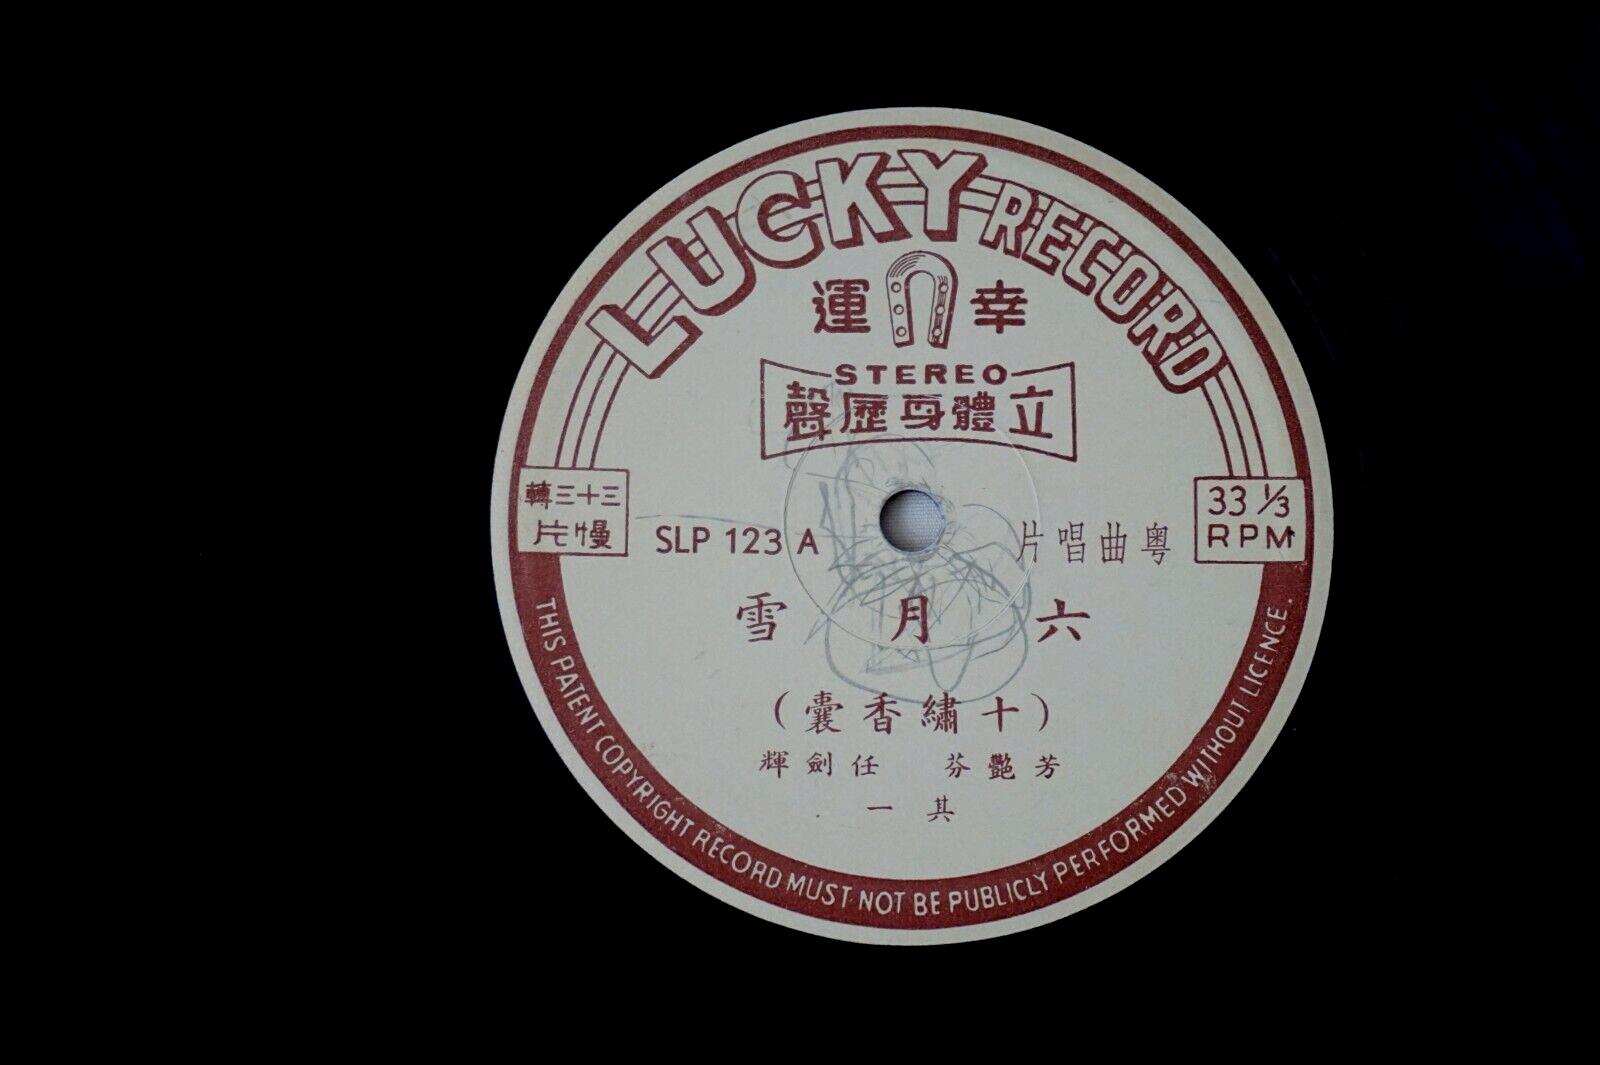 LUCKY RECORD
幸運
STEREO
立體身歷聲
三十三轉
慢片
33 1/3
RPM
SLP 123 A
粵曲唱片
六月雪
(十繡香囊)
芳艷芬 任劍輝
其一
THIS PATENT COPYRIGHT RECORD MUST NOT BE PUBLICLY PERFORMED WITHOUT LICENCE.